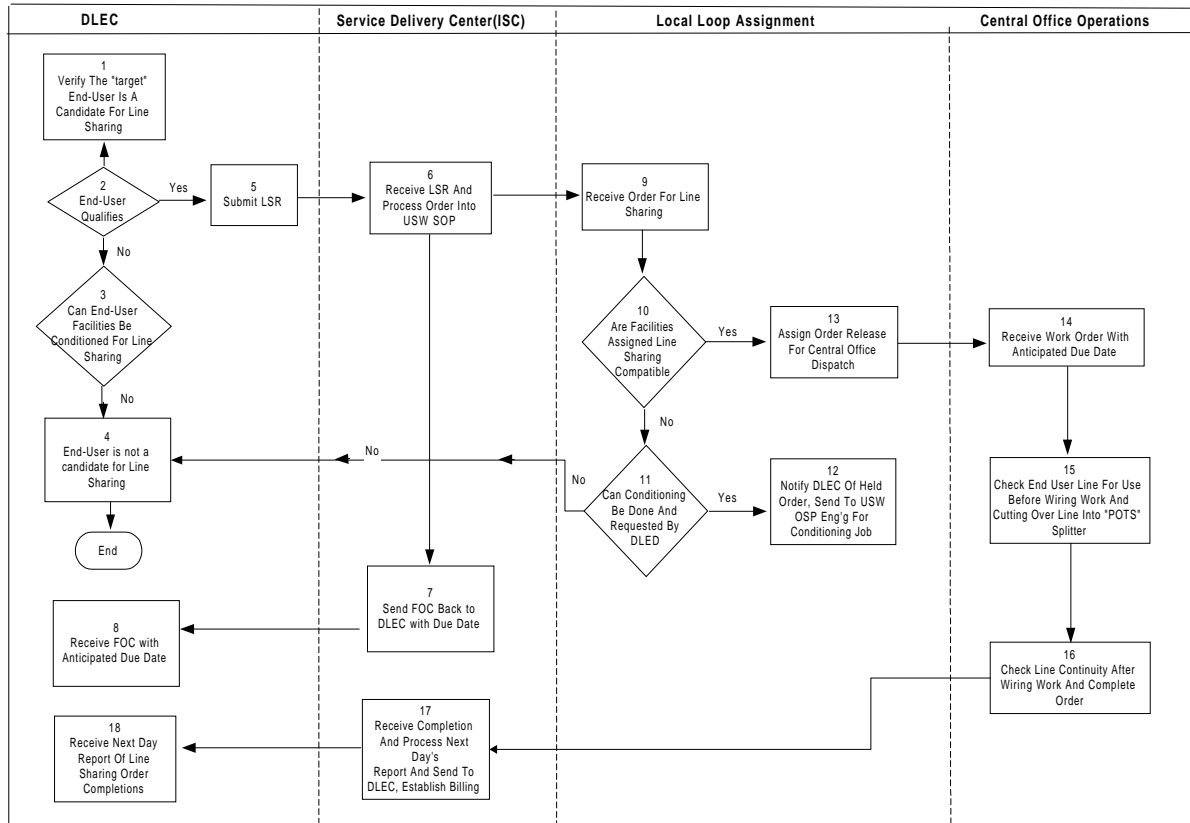 DLEC
Service Delivery Center(ISC)
Local Loop Assignment
Central Office Operations
1
Verify The "target"
End-User Is A
Candidate For Line
Sharing
2
End-User
Qualifies
Yes
No
5
Submit LSR
6
Receive LSR And
Process Order Into
USW SOP
9
Receive Order For Line
Sharing
3
Can End-User
Facilities Be
Conditioned For Line
Sharing
No
10
Are Facilities
Assigned Line
Sharing
Compatible
Yes
No
13
Assign Order Release
For Central Office
Dispatch
14
Receive Work Order With
Anticipated Due Date
4
End-User is not a
candidate for Line
Sharing
No
No
11
Can Conditioning
Be Done And
Requested By
DLED
Yes
12
Notify DLEC Of Held
Order, Send To USW
OSP Eng'g For
Conditioning Job
15
Check End User Line For Use
Before Wiring Work And
Cutting Over Line Into "POTS"
Splitter
End
7
Send FOC Back to
DLEC with Due Date
8
Receive FOC with
Anticipated Due Date
16
Check Line Continuity After
Wiring Work And Complete
Order
17
Receive Completion
And Process Next
Day's
Report And Send To
DLEC, Establish Billing
18
Receive Next Day
Report Of Line
Sharing Order
Completions